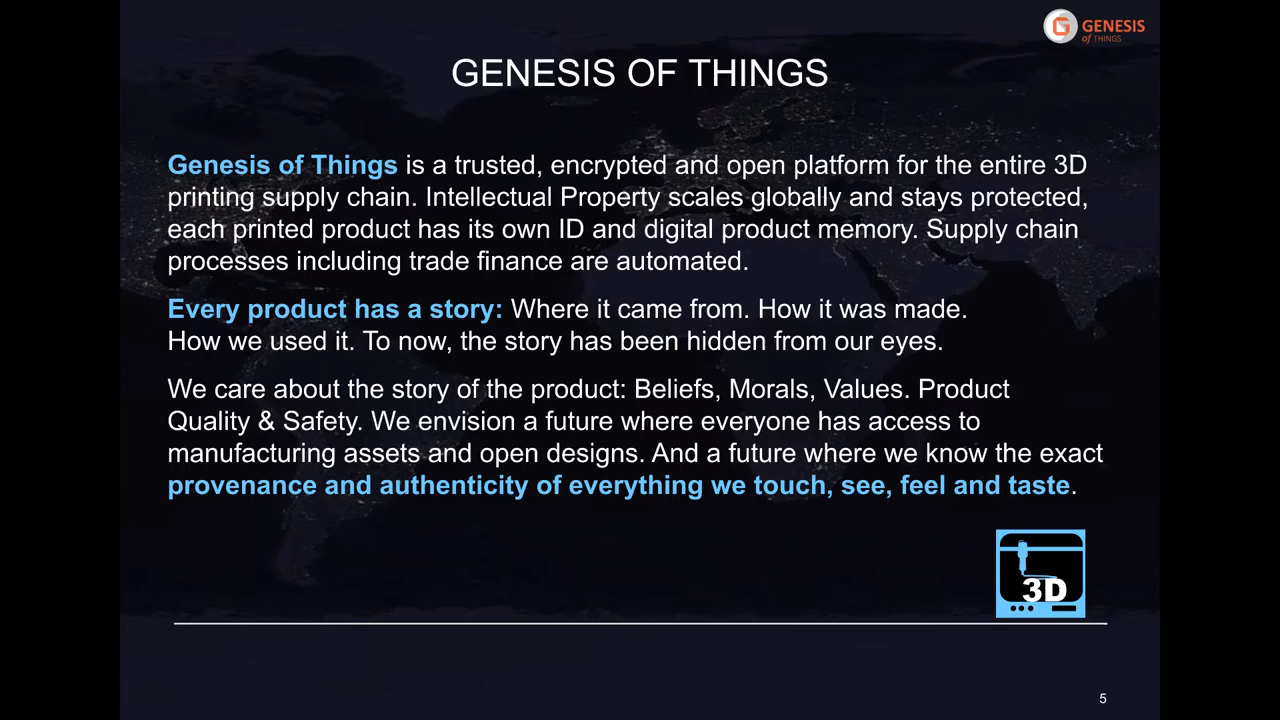 GENESIS
of THINGS
GENESIS OF THINGS
Genesis of Things is a trusted, encrypted and open platform for the entire 3D
printing supply chain. Intellectual Property scales globally and stays protected,
each printed product has its own ID and digital product memory. Supply chain
processes including trade finance are automated.
Every product has a story: Where it came from. How it was made.
How we used it. To now, the story has been hidden from our eyes.
We care about the story of the product: Beliefs, Morals, Values. Product
Quality & Safety. We envision a future where everyone has access to
manufacturing assets and open designs. And a future where we know the exact
provenance and authenticity of everything we touch, see, feel and taste.
3D
5